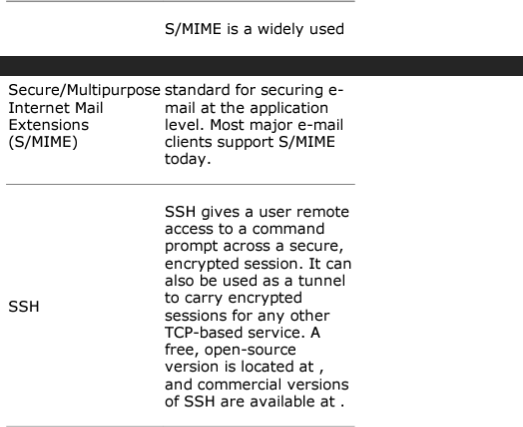 S/MIME is a widely used
Secure/Multipurpose standard for securing e-
Internet Mail mail at the application
Extensions level. Most major e-mail
(S/MIME) clients support S/MIME
today.
SSH gives a user remote
access to a command
prompt across a secure,
encrypted session. It can
also be used as a tunnel
to carry encrypted
SSH
sessions for any other
TCP-based service. A
free, open-source
version is located at ,
and commercial versions
of SSH are available at .